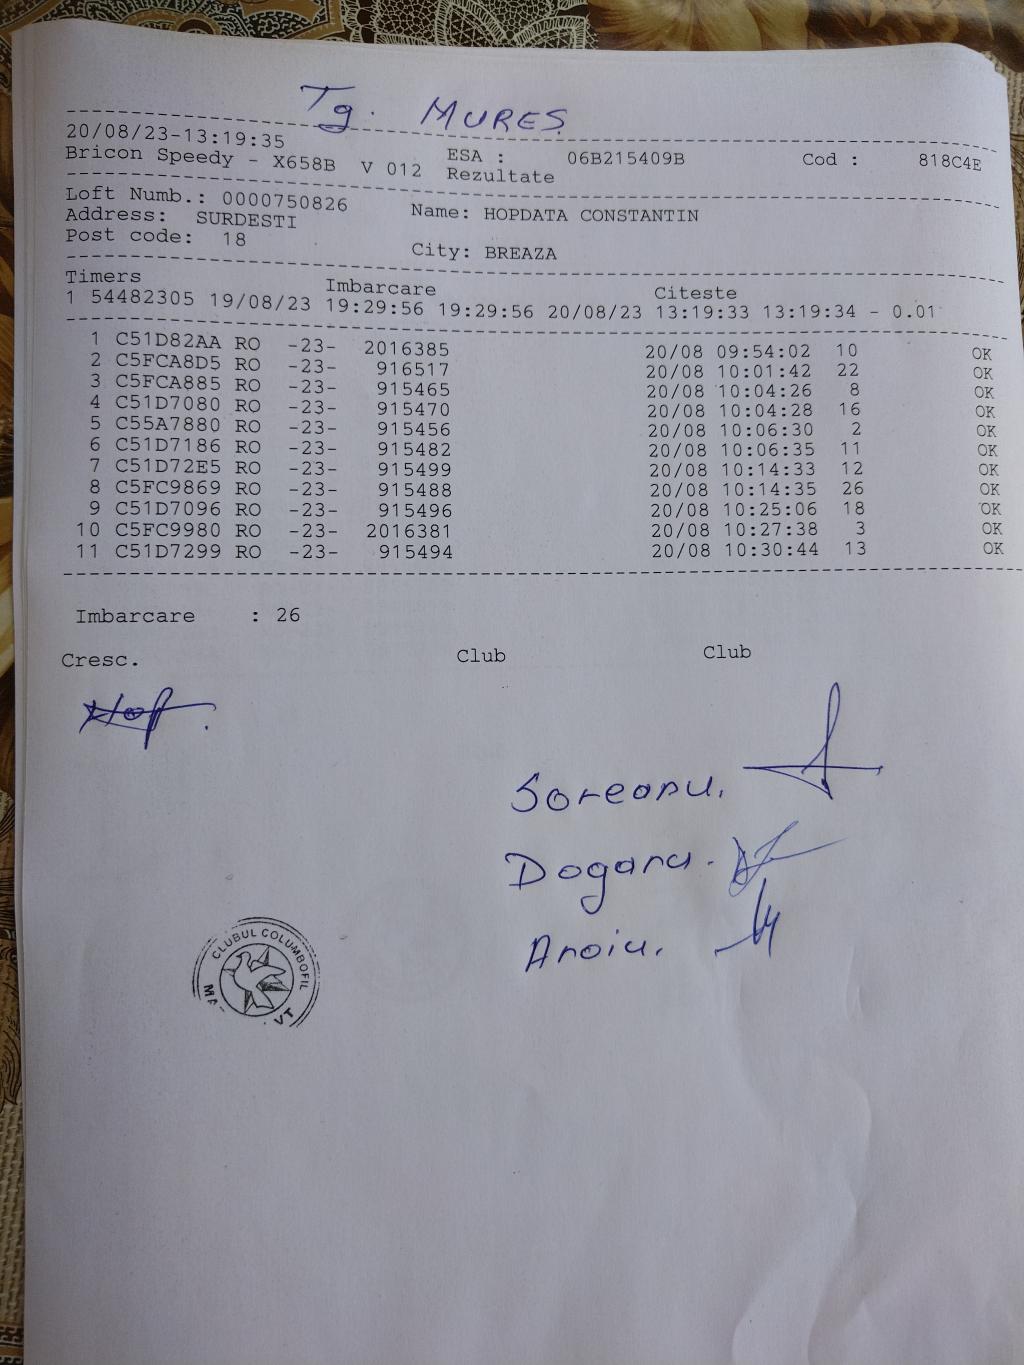 Tg. MURES
20/08/23-13:19:35
Bricon Speedy - X658B V 012 ESA : 06B215409B Cod : 818C4E
Rezultate
Loft Numb.: 0000750826 Name: HOPDATA CONSTANTIN
Address: SURDESTI
Post code: 18 City: BREAZA
Timers Imbarcare Citeste
1 54482305 19/08/23 19:29:56 19:29:56 20/08/23 13:19:33 13:19:34 - 0.01
1 C51D82AA RO -23- 2016385 20/08 09:54:02 10 OK
2 C5FCA8D5 RO -23- 916517 20/08 10:01:42 22 OK
3 C5FCA885 RO -23- 915465 20/08 10:04:26 8 OK
4 C51D7080 RO -23- 915470 20/08 10:04:28 16 OK
5 C55A7880 RO -23- 915456 20/08 10:06:30 2 OK
6 C51D7186 RO -23- 915482 20/08 10:06:35 11 OK
7 C51D72E5 RO -23- 915499 20/08 10:14:33 12 OK
8 C5FC9869 RO -23- 915488 20/08 10:14:35 26 OK
9 C51D7096 RO -23- 915496 20/08 10:25:06 18 OK
10 C5FC9980 RO -23- 2016381 20/08 10:27:38 3 OK
11 C51D7299 RO -23- 915494 20/08 10:30:44 13 OK
Imbarcare : 26
Cresc. Club Club
Soreanu.
Dogaru.
Aroiu.
CLUBUL COLUMBOFIL